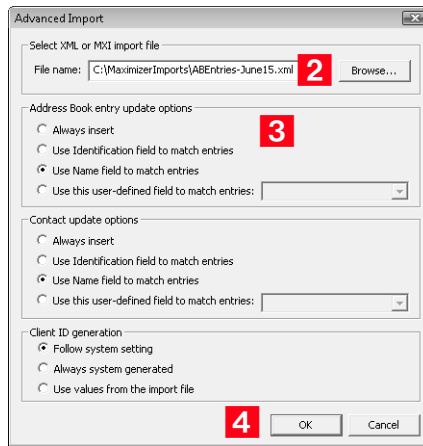 Advanced Import
Select XML or MXI import file
File name: C:\MaximizerImports\ABEntries-June15.xml 2 Browse...
Address Book entry update options
3
Always insert
Use Identification field to match entries
Use Name field to match entries
Use this user-defined field to match entries:
Contact update options
Always insert
Use Identification field to match entries
Use Name field to match entries
Use this user-defined field to match entries:
Client ID generation
Follow system setting
Always system generated
Use values from the import file
4 OK Cancel